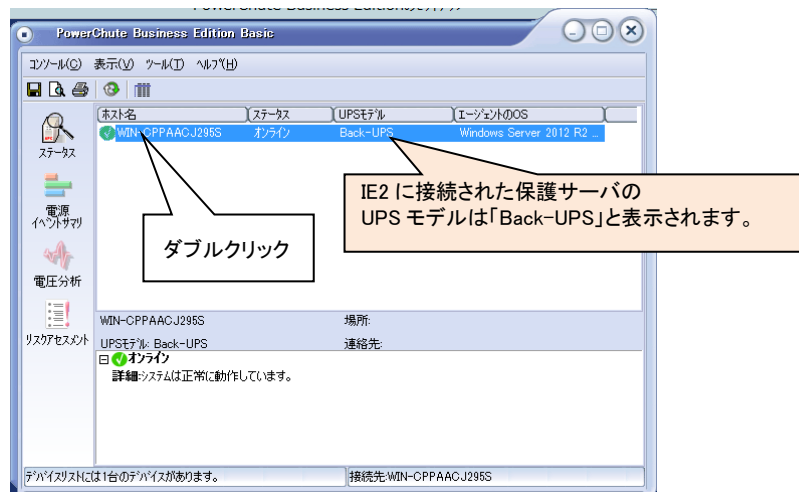 PowerChute Business Edition Basic
コンソール(C) 表示(V) ツール(T) ヘルプ(H)
ホスト名 ステータス UPSモデル エージェントのOS
WIN-CPPAACJ295S オンライン Back-UPS Windows Server 2012 R2 ...
ステータス
電源
イベントサマリ
電圧分析
リスクアセスメント
IE2 に接続された保護サーバの
UPS モデルは「Back-UPS」と表示されます。
ダブルクリック
WIN-CPPAACJ295S 場所:
UPSモデル: Back-UPS 連絡先:
オンライン
詳細:システムは正常に動作しています。
デバイスリストには1台のデバイスがあります。 接続先:WIN-CPPAACJ295S